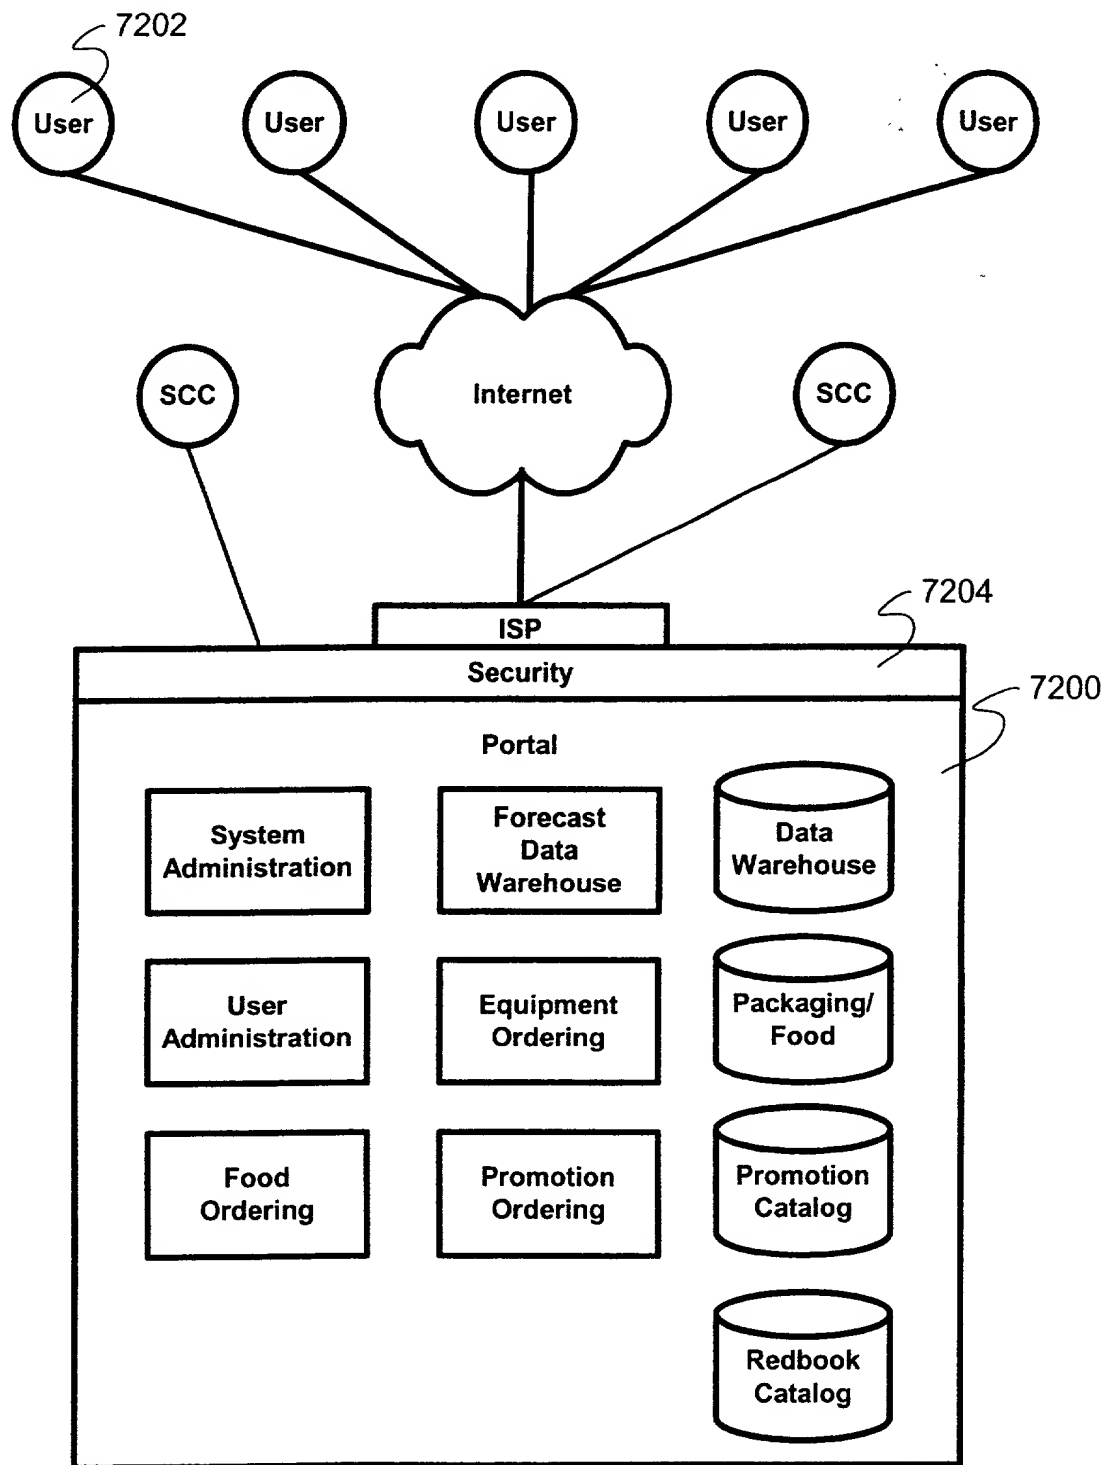 7202
User
User
User
User
User
SCC
Internet
SCC
7204
ISP
Security
7200
Portal
System
Administration
Forecast
Data
Warehouse
Data
Warehouse
User
Administration
Equipment
Ordering
Packaging/
Food
Food
Ordering
Promotion
Ordering
Promotion
Catalog
Redbook
Catalog